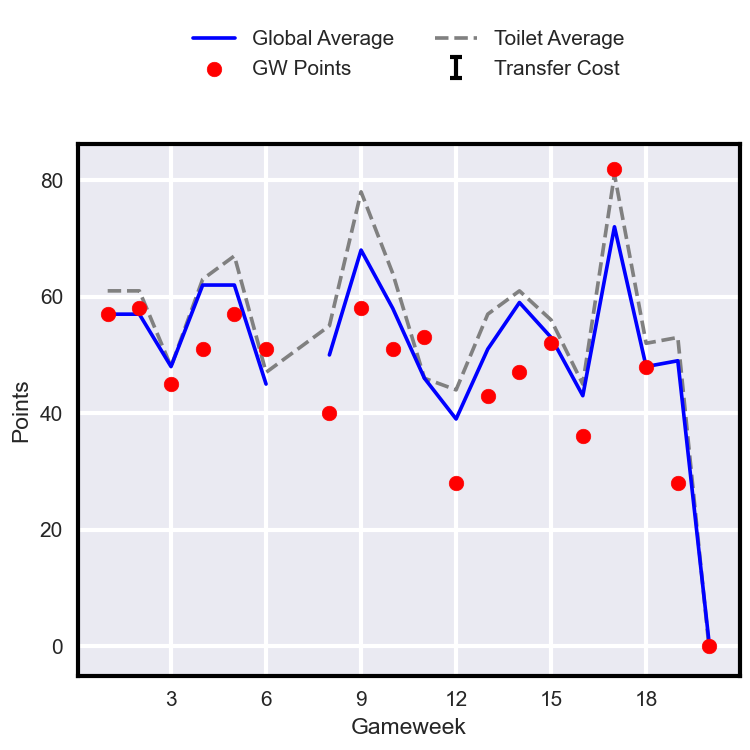 Global Average
Toilet Average
GW Points
Transfer Cost
80
60
40
20
0
Points
3
6
9
12
15
18
Gameweek